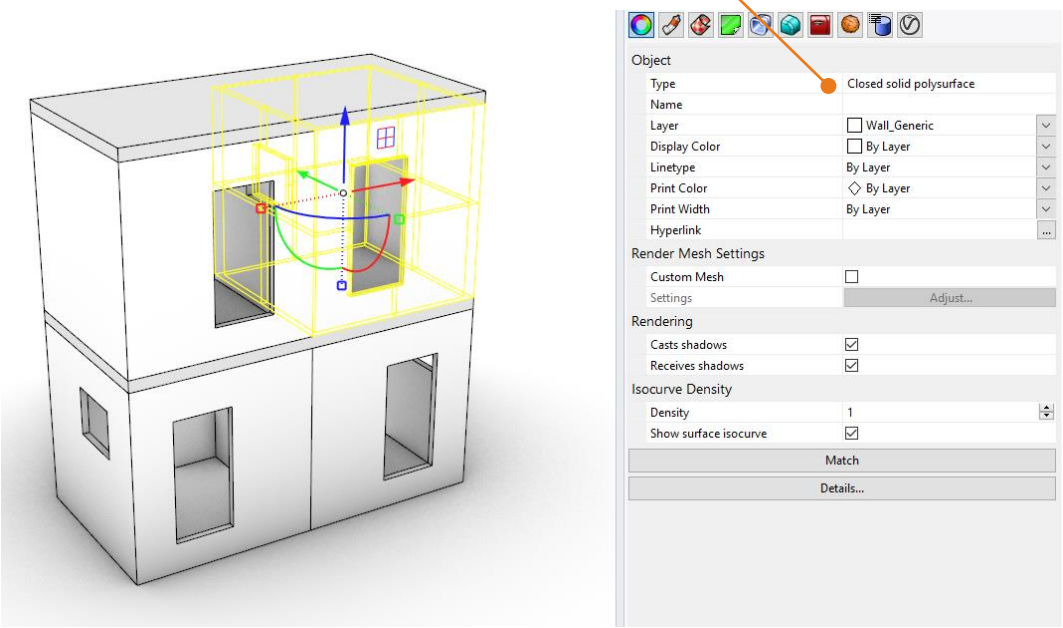 Object
Type Closed solid polysurface
Name
Layer Wall_Generic
Display Color By Layer
Linetype By Layer
Print Color By Layer
Print Width By Layer
Hyperlink ...
Render Mesh Settings
Custom Mesh
Settings Adjust...
Rendering
Casts shadows
Receives shadows
Isocurve Density
Density 1
Show surface isocurve
Match
Details...